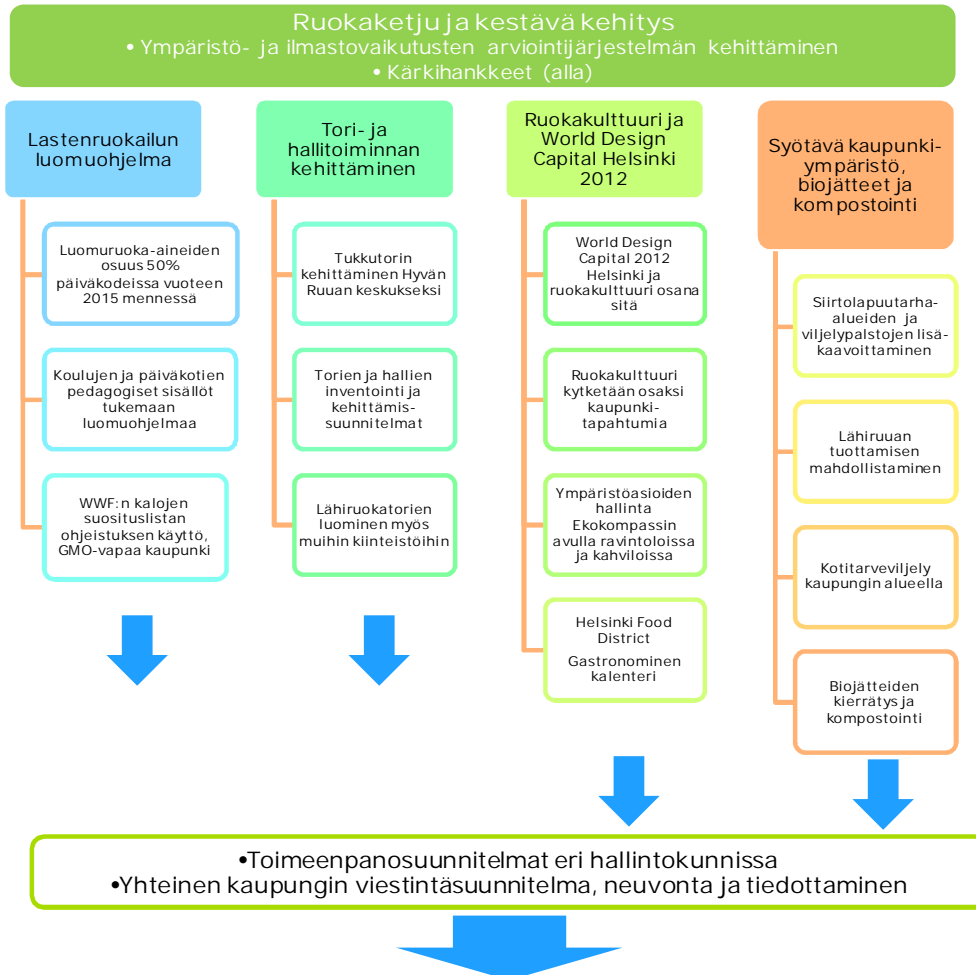 Ruokaketju ja kestävä kehitys
• Ympäristö- ja ilmastovaikutusten arviointijärjestelmän kehittäminen
• Kärkihankkeet (alla)
Lastenruokailun
luomuohjelma
Luomuruoka-aineiden
osuus 50%
päiväkodeissa vuoteen
2015 mennessä
Koulujen ja päiväkotien
pedagogiset sisällöt
tukemaan
luomuohjelmaa
WWF:n kalojen
suosituslistan
ohjeistuksen käyttö,
GMO-vapaa kaupunki
Tori- ja
hallitoiminnan
kehittäminen
Tukkutorin
kehittäminen Hyvän
Ruuan keskukseksi
Torien ja hallien
inventointi ja
kehittämis-
suunnitelmat
Lähiruokatorien
luominen myös
muihin kiinteistöihin
Ruokakulttuuri ja
World Design
Capital Helsinki
2012
World Design
Capital 2012
Helsinki ja
ruokakulttuuri osana
sitä
Ruokakulttuuri
kytketään osaksi
kaupunki-
tapahtumia
Ympäristöasioiden
hallinta
Ekokompassin
avulla ravintoloissa
ja kahviloissa
Helsinki Food
District
Gastronominen
kalenteri
Syötävä kaupunki-
ympäristö,
biojätteet ja
kompostointi
Siirtolapuutarha-
alueiden ja
viljelypalstojen lisä-
kaavoittaminen
Lähiruuan
tuottamisen
mahdollistaminen
Kotitarveviljely
kaupungin alueella
Biojätteiden
kierrätys ja
kompostointi
•Toimeenpanosuunnitelmat eri hallintokunnissa
•Yhteinen kaupungin viestintäsuunnitelma, neuvonta ja tiedottaminen